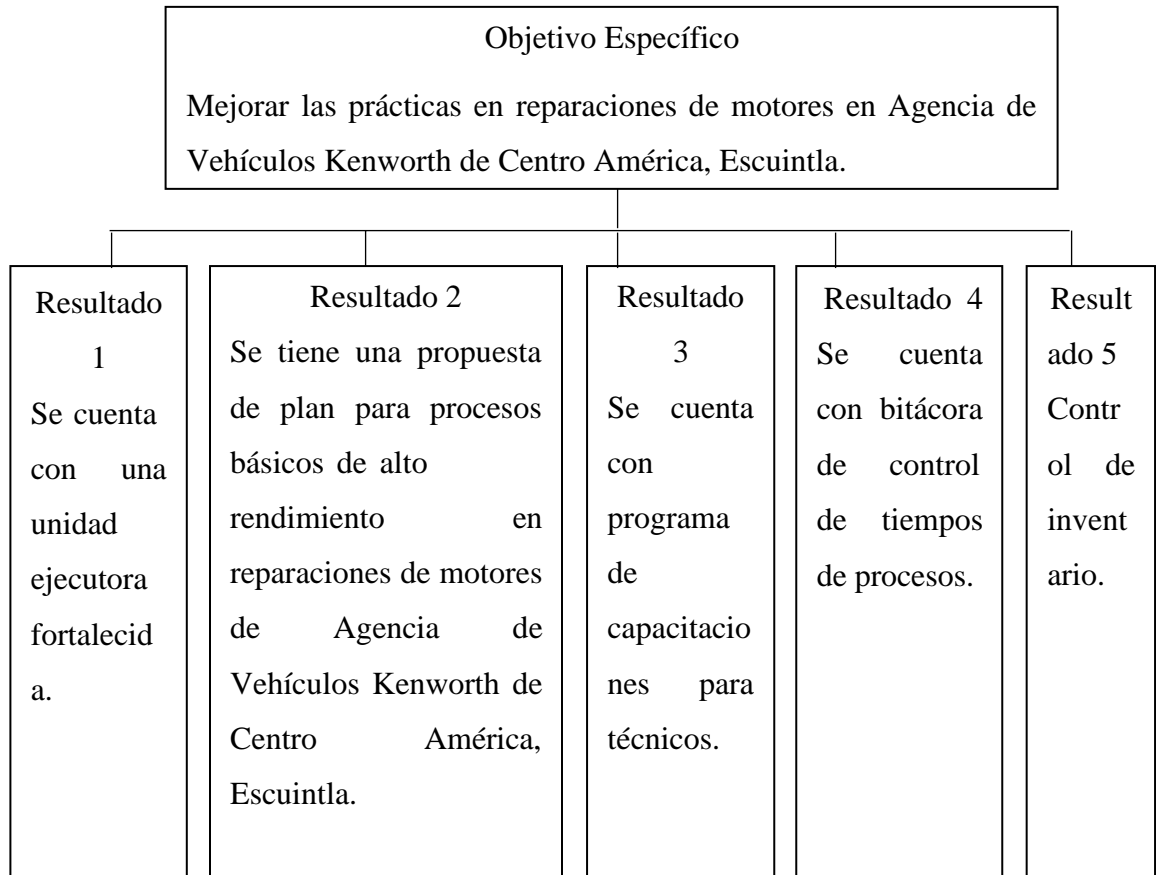 Objetivo Específico
Mejorar las prácticas en reparaciones de motores en Agencia de
Vehículos Kenworth de Centro América, Escuintla.
Resultado
1
Se cuenta
con una
unidad
ejecutora
fortalecid
a.
Resultado 2
Se tiene una propuesta
de plan para procesos
básicos de alto
rendimiento en
reparaciones de motores
de Agencia de
Vehículos Kenworth de
Centro América,
Escuintla.
Resultado
3
Se cuenta
con
programa
de
capacitacio
nes para
técnicos.
Resultado 4
Se cuenta
con bitácora
de control
de tiempos
de procesos.
Result
ado 5
Contr
ol de
invent
ario.